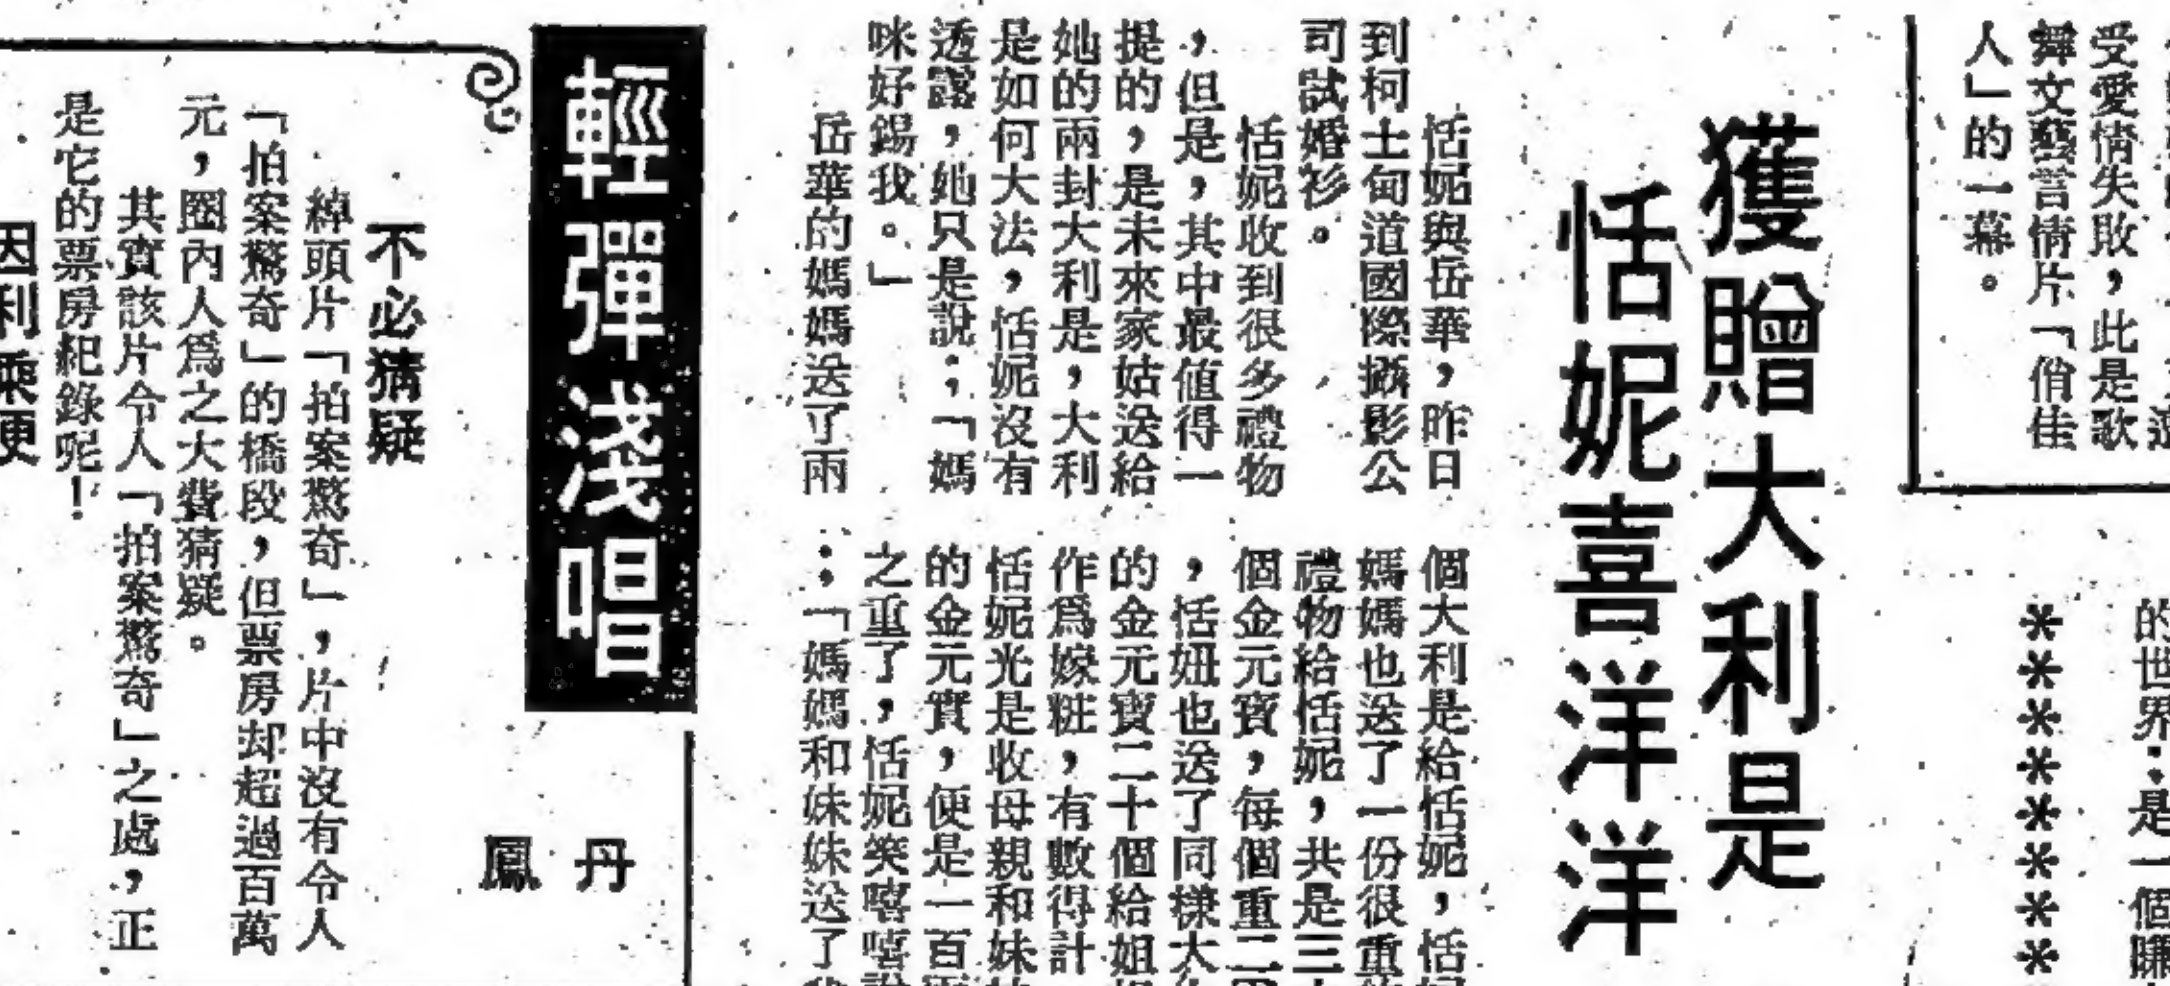 受愛情失敗，此是歌
舞文藝言情片「俏佳
人」的一幕。
的世界：是一個賺
＊＊＊＊＊＊＊＊
獲贈大利是
恬妮喜洋洋
恬妮與岳華，昨日
到柯士甸道國際攝影公
司試婚衫。
恬妮收到很多禮物
，但是，其中最值得一
提的，是未來家姑送給
她的兩封大利是，大利
是如何大法，恬妮沒有
透露，她只是說；「媽
咪好錫我。」
岳華的媽媽送了兩
個大利是給恬妮，恬
媽媽也送了一份很重
禮物給恬妮，共是三
個金元寶，每個重二
，恬妞也送了同樣大
的金元寶二十個給姐
作爲嫁粧，有數得計
恬妮光是收母親和妹
的金元寶，便是一百
之重了，恬妮笑嘻嘻
：「媽媽和妹妹送了
輕彈淺唱
丹鳳
不必猜疑
綽頭片「拍案驚奇」，片中沒有令人
「拍案驚奇」的橋段，但票房却超過百萬
元，圈內人爲之大費猜疑。
其實該片令人「拍案驚奇」之處，正
是它的票房紀錄呢！
因利乘便